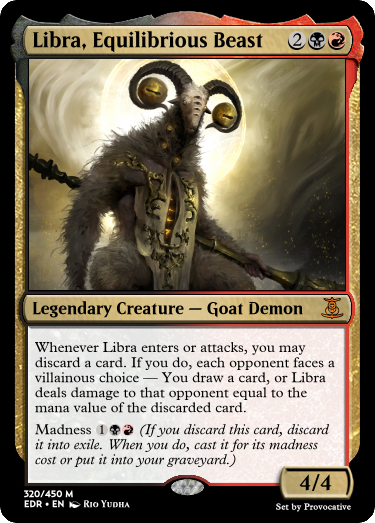 Libra, Equilibrious Beast 2
Legendary Creature — Goat Demon
Whenever Libra enters or attacks, you may
discard a card. If you do, each opponent faces a
villainous choice — You draw a card, or Libra
deals damage to that opponent equal to the
mana value of the discarded card.
Madness 1 (If you discard this card, discard
it into exile. When you do, cast it for its madness
cost or put it into your graveyard.)
4/4
320/450 M
EDR • EN Rio Yudha
Set by Provocative